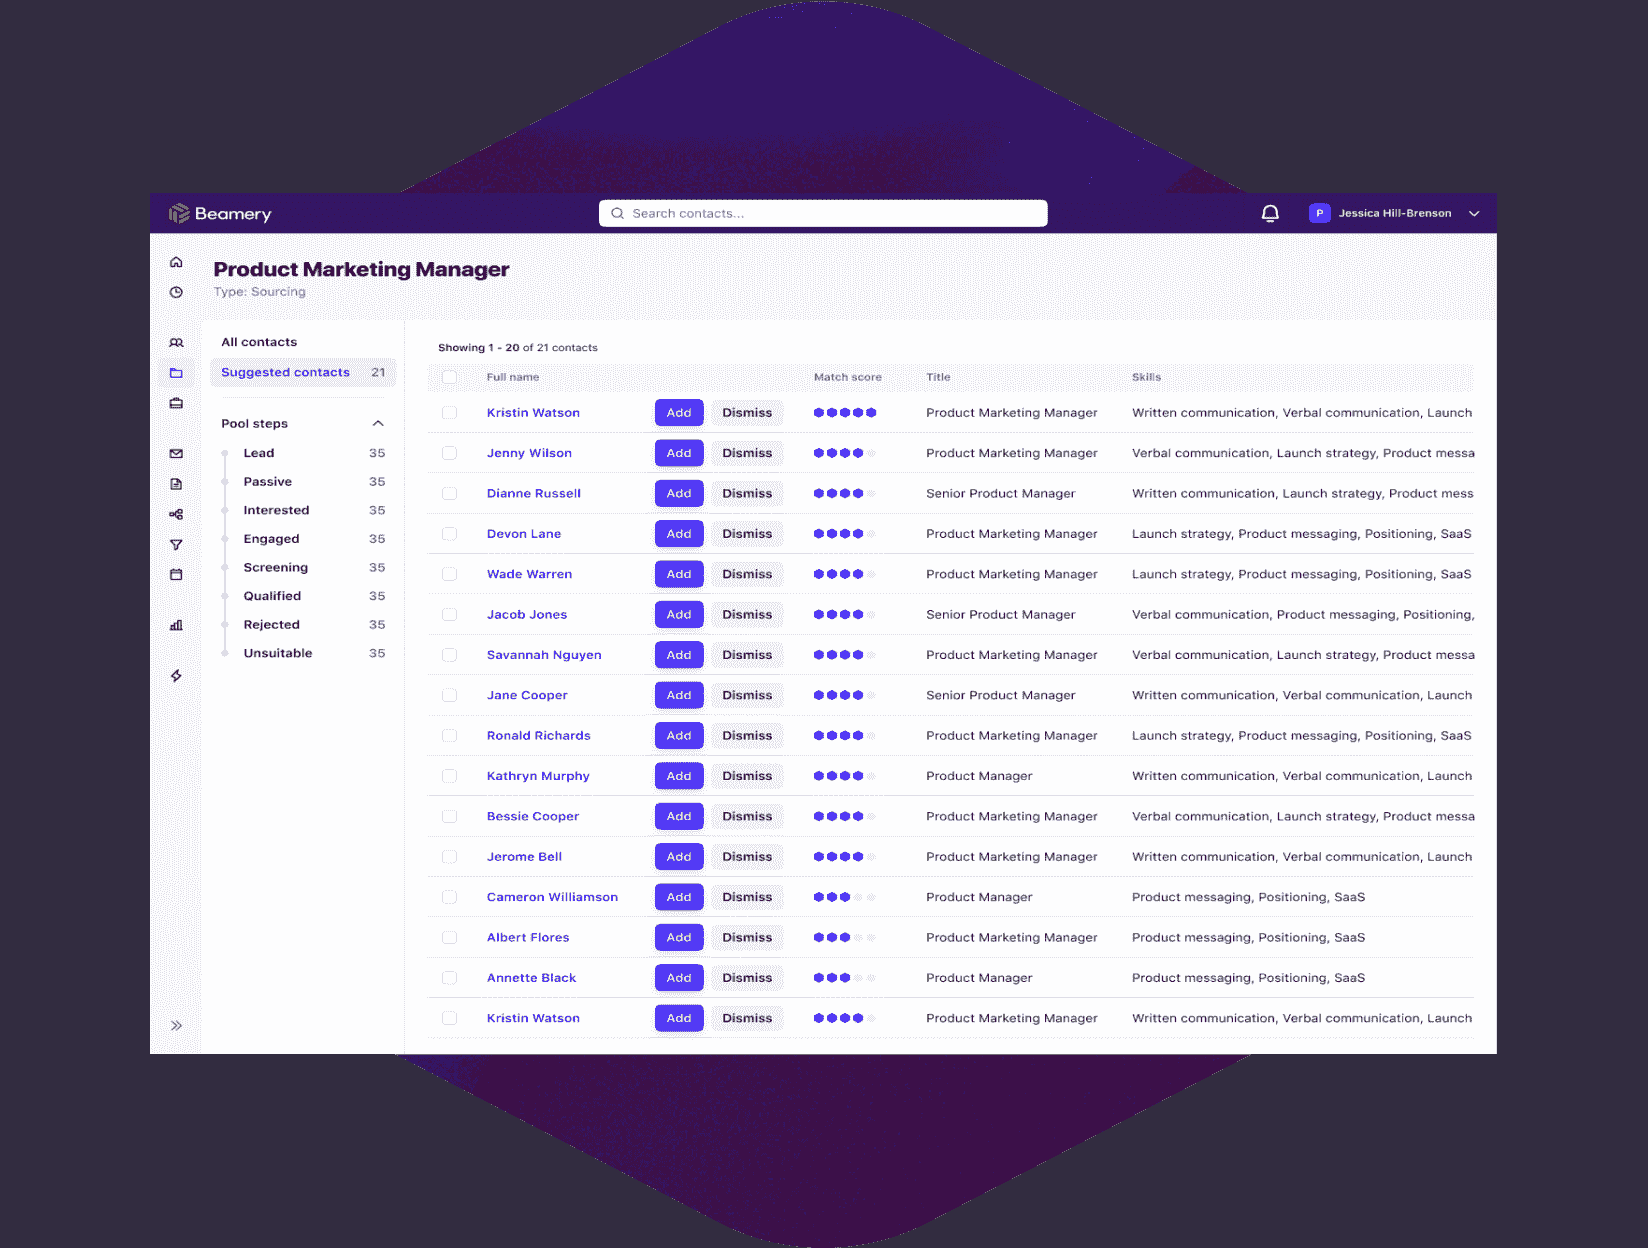 Beamery
Search contacts...
P
Jessica Hill-Brenson
Product Marketing Manager
Type: Sourcing
All contacts
Suggested contacts 21
Pool steps
Lead 35
Passive 35
Interested 35
Engaged 35
Screening 35
Qualified 35
Rejected 35
Unsuitable 35
Showing 1 - 20 of 21 contacts
Full name Match score Title Skills
Kristin Watson Add Dismiss Product Marketing Manager Written communication, Verbal communication, Launch
Jenny Wilson Add Dismiss Product Marketing Manager Verbal communication, Launch strategy, Product messa
Dianne Russell Add Dismiss Senior Product Manager Written communication, Launch strategy, Product mess
Devon Lane Add Dismiss Product Marketing Manager Launch strategy, Product messaging, Positioning, SaaS
Wade Warren Add Dismiss Product Marketing Manager Launch strategy, Product messaging, Positioning, SaaS
Jacob Jones Add Dismiss Senior Product Manager Verbal communication, Product messaging, Positioning,
Savannah Nguyen Add Dismiss Product Marketing Manager Verbal communication, Launch strategy, Product messa
Jane Cooper Add Dismiss Senior Product Manager Written communication, Verbal communication, Launch
Ronald Richards Add Dismiss Product Marketing Manager Launch strategy, Product messaging, Positioning, SaaS
Kathryn Murphy Add Dismiss Product Manager Written communication, Verbal communication, Launch
Bessie Cooper Add Dismiss Product Marketing Manager Verbal communication, Launch strategy, Product messa
Jerome Bell Add Dismiss Product Marketing Manager Written communication, Verbal communication, Launch
Cameron Williamson Add Dismiss Product Manager Product messaging, Positioning, SaaS
Albert Flores Add Dismiss Product Marketing Manager Product messaging, Positioning, SaaS
Annette Black Add Dismiss Product Manager Product messaging, Positioning, SaaS
Kristin Watson Add Dismiss Product Marketing Manager Written communication, Verbal communication, Launch